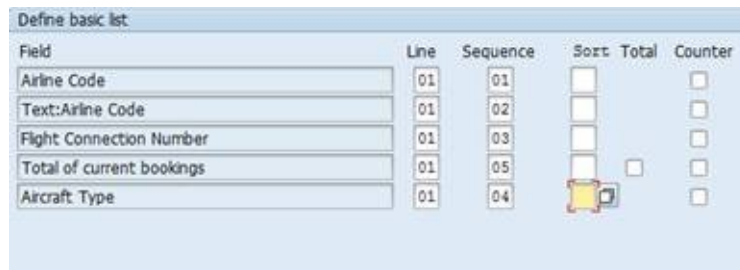 Define basic list
Field Line Sequence Sort Total Counter
Airline Code 01 01
Text:Airline Code 01 02
Flight Connection Number 01 03
Total of current bookings 01 05
Aircraft Type 01 04